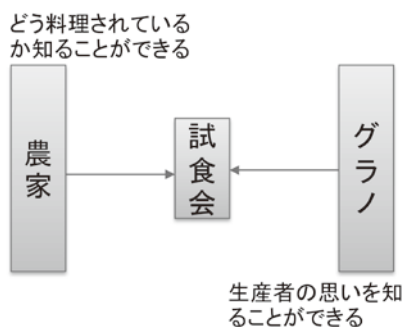 どう料理されている
か知ることができる
農家
試食会
グラノ
生産者の思いを知
ることができる